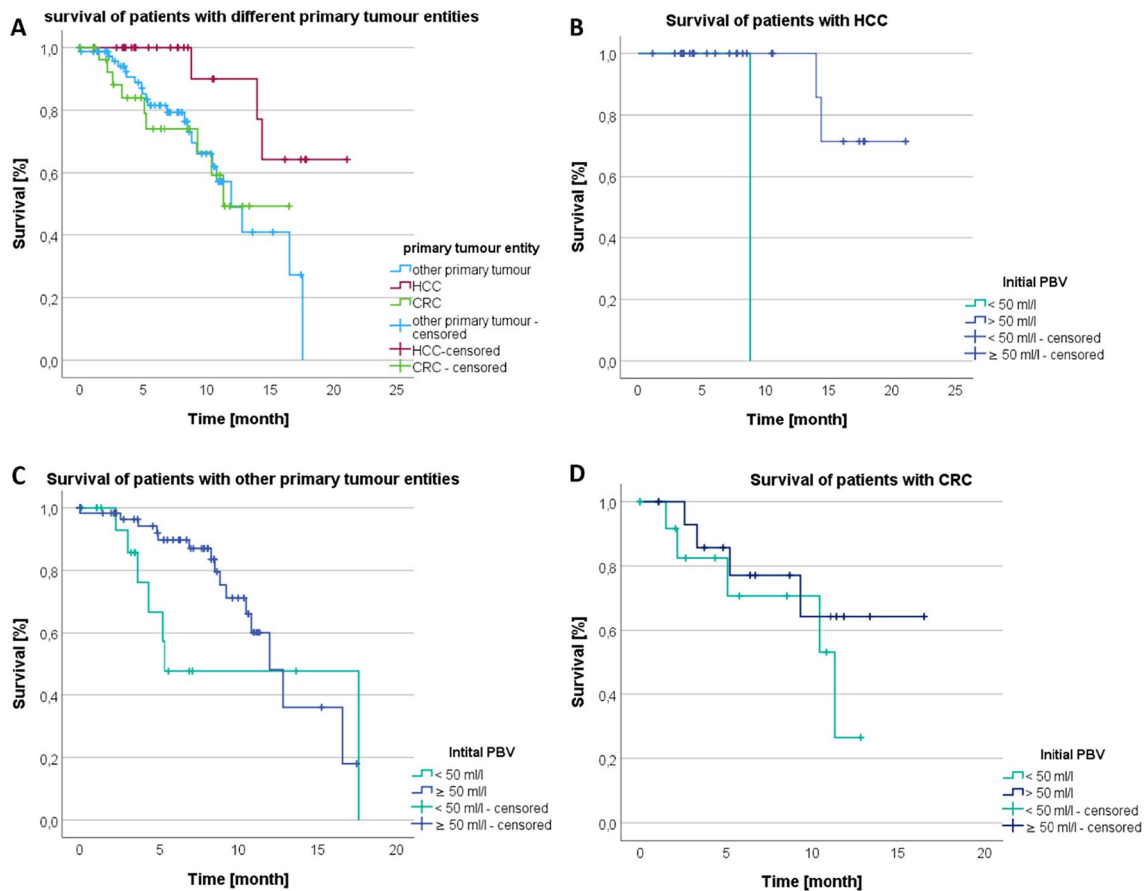 A
survival of patients with different primary tumour entities
Survival [%]
1,0
0,8
0,6
0,4
0,2
0,0
0 5 10 15 20 25
Time [month]
primary tumour entity
other primary tumour
HCC
CRC
other primary tumour -
censored
HCC-censored
CRC - censored
B
Survival of patients with HCC
Survival [%]
1,0
0,8
0,6
0,4
0,2
0,0
0 5 10 15 20 25
Time [month]
Initial PBV
< 50 ml/l
> 50 ml/l
< 50 ml/l - censored
≥ 50 ml/l - censored
C
Survival of patients with other primary tumour entities
Survival [%]
1,0
0,8
0,6
0,4
0,2
0,0
0 5 10 15 20
Time [month]
Intital PBV
< 50 ml/l
≥ 50 ml/l
< 50 ml/l - censored
≥ 50 ml/l - censored
D
Survival of patients with CRC
Survival [%]
1,0
0,8
0,6
0,4
0,2
0,0
0 5 10 15 20
Time [month]
Initial PBV
< 50 ml/l
> 50 ml/l
< 50 ml/l - censored
≥ 50 ml/l - censored